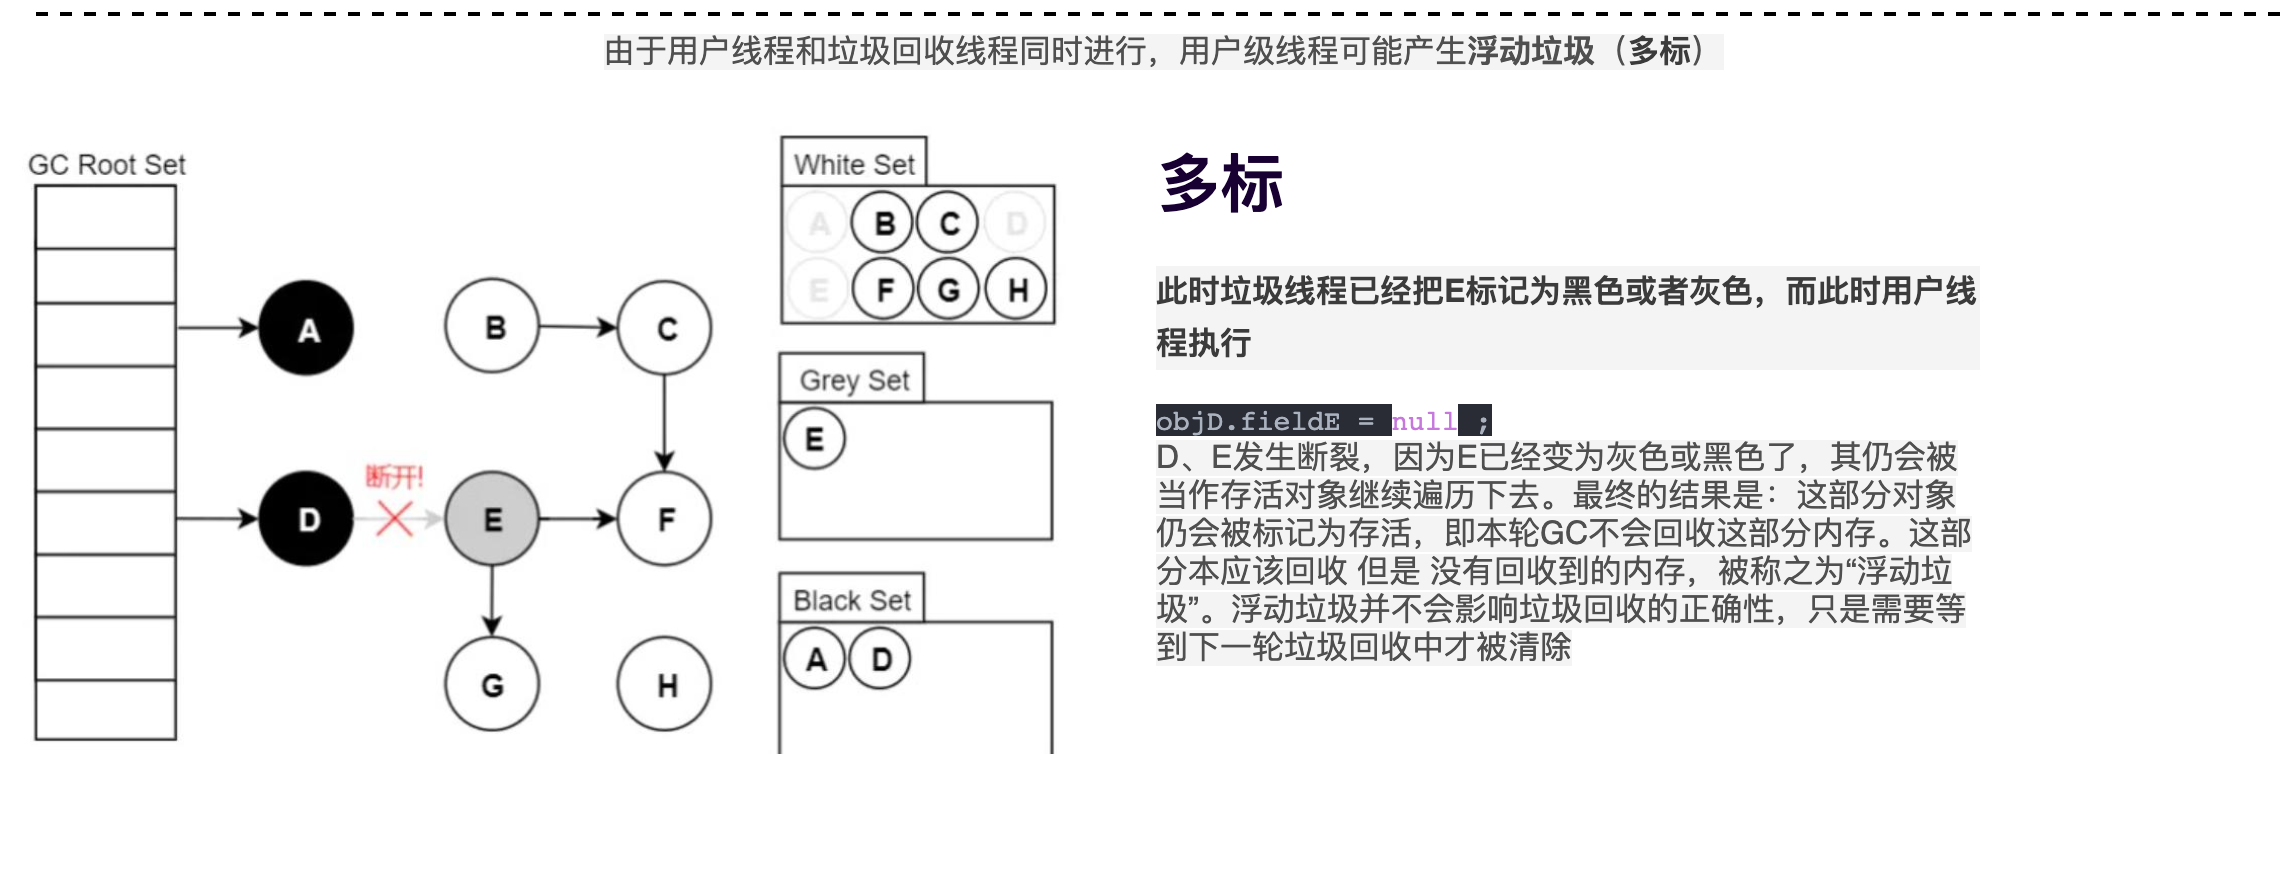 由于用户线程和垃圾回收线程同时进行，用户级线程可能产生浮动垃圾（多标）
GC Root Set
A
B
C
断开!
D
E
F
G
H
White Set
A B C D
E F G H
Grey Set
E
Black Set
A D
多标
此时垃圾线程已经把E标记为黑色或者灰色，而此时用户线
程执行
objD.fieldE = null ;
D、E发生断裂，因为E已经变为灰色或黑色了，其仍会被
当作存活对象继续遍历下去。最终的结果是：这部分对象
仍会被标记为存活，即本轮GC不会回收这部分内存。这部
分本应该回收 但是 没有回收到的内存，被称之为“浮动垃
圾”。浮动垃圾并不会影响垃圾回收的正确性，只是需要等
到下一轮垃圾回收中才被清除